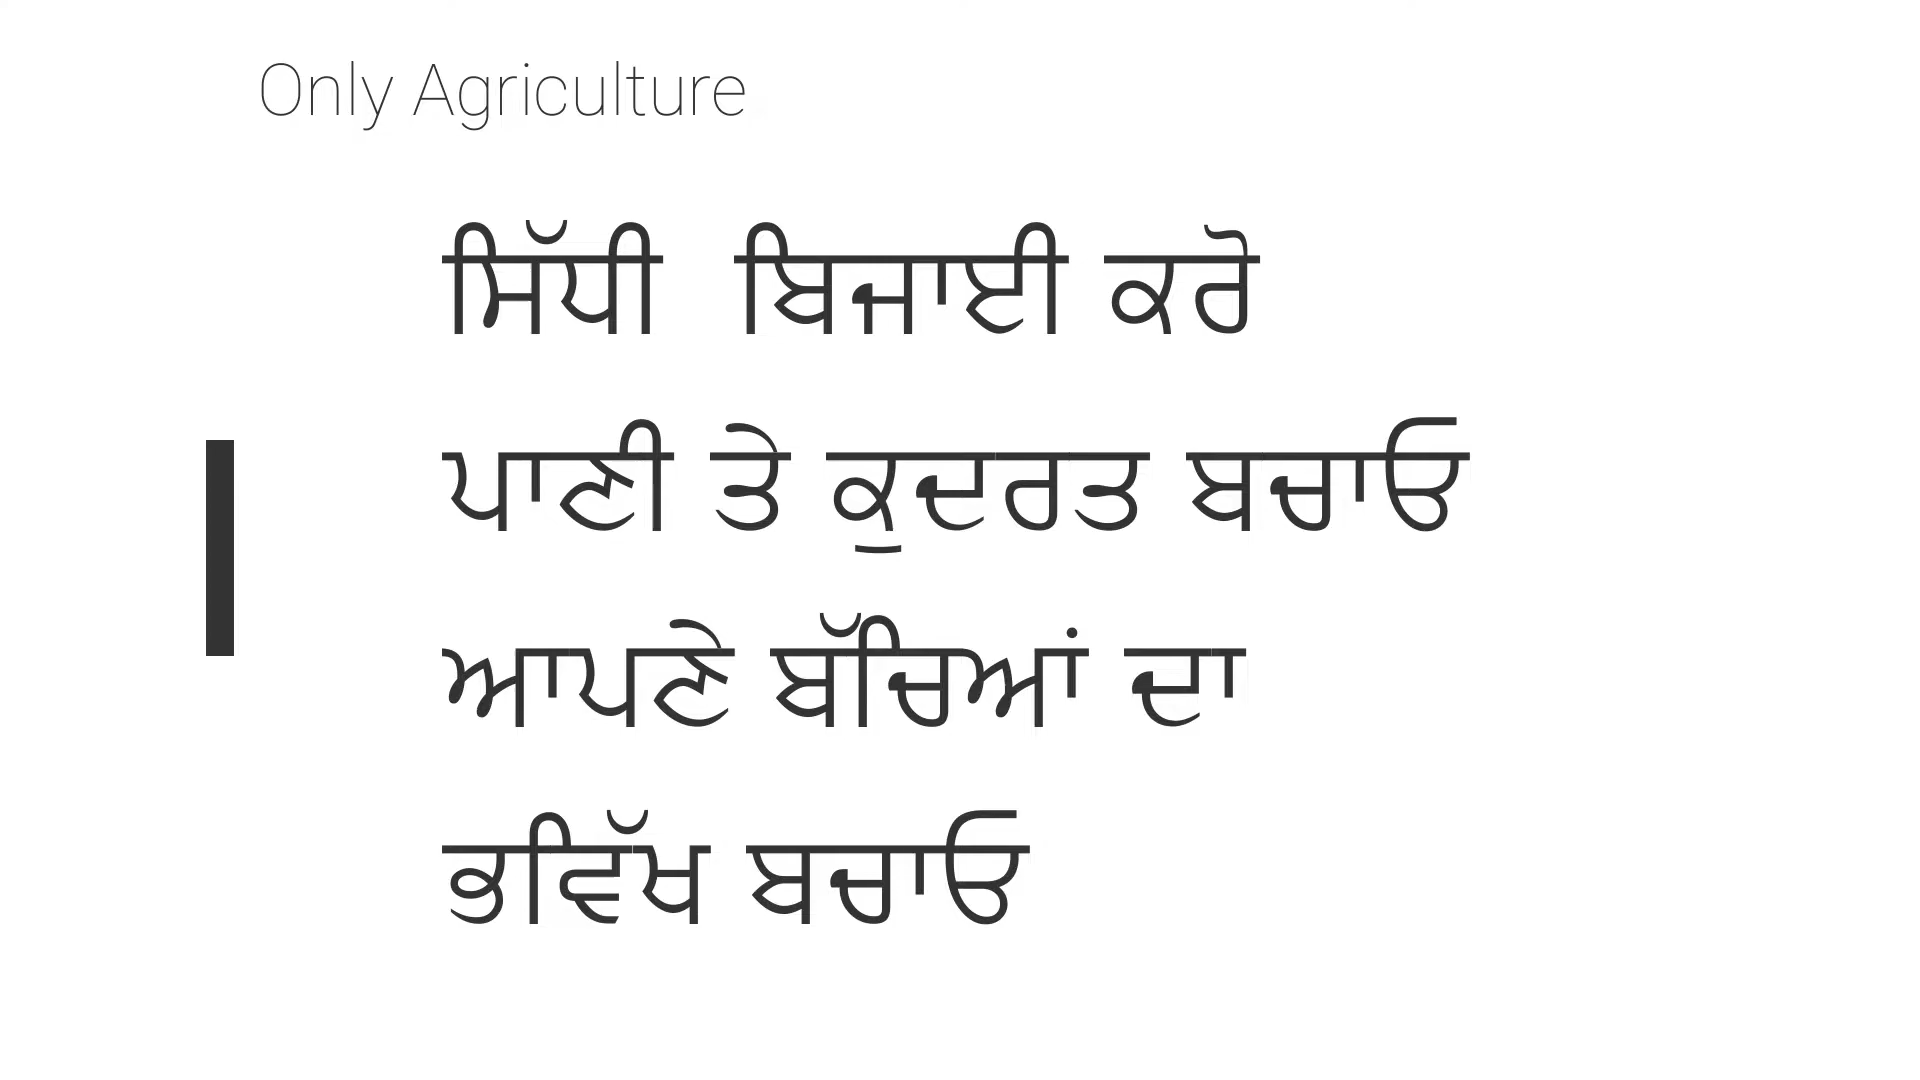 Only Agriculture
ਸਿੱਧੀ ਬਿਜਾਈ ਕਰੋ
ਪਾਣੀ ਤੇ ਕੁਦਰਤ ਬਚਾਓ
ਆਪਣੇ ਬੱਚਿਆਂ ਦਾ
ਭਵਿੱਖ ਬਚਾਓ